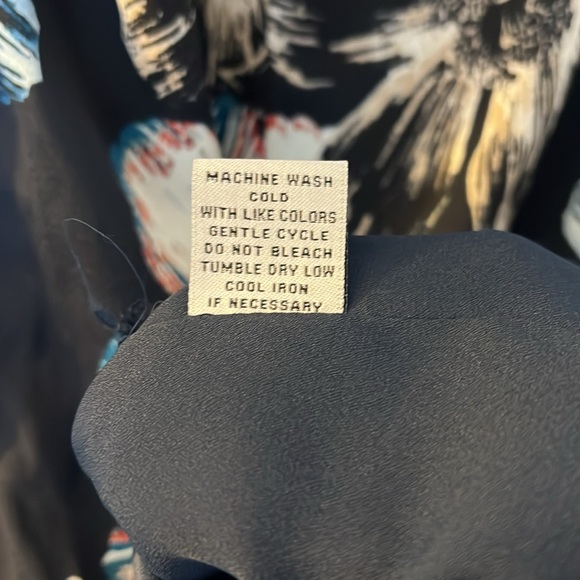 MACHINE WASH
COLD
WITH LIKE COLORS
GENTLE CYCLE
DO NOT BLEACH
TUMBLE DRY LOW
COOL IRON
IF NECESSARY